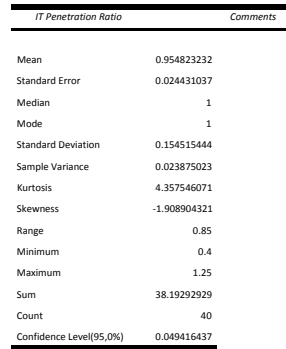 IT Penetration Ratio Comments
Mean 0.954823232
Standard Error 0.024431037
Median 1
Mode 1
Standard Deviation 0.154515444
Sample Variance 0.023875023
Kurtosis 4.357546071
Skewness -1.908904321
Range 0.85
Minimum 0.4
Maximum 1.25
Sum 38.19292929
Count 40
Confidence Level(95,0%) 0.049416437